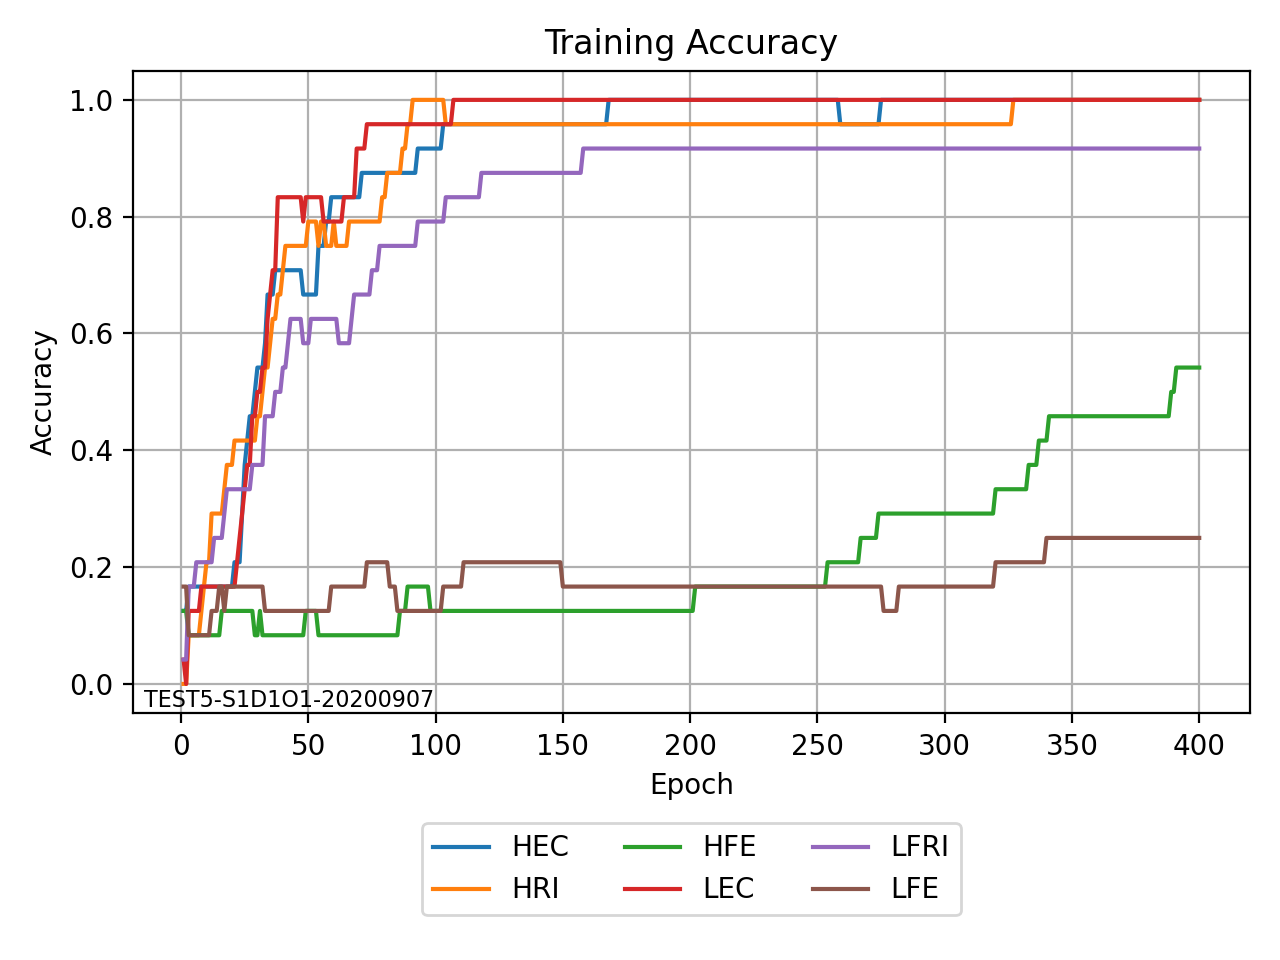 Training Accuracy
Accuracy
1.0
0.8
0.6
0.4
0.2
0.0
TEST5-S1D1O1-20200907
0 50 100 150 200 250 300 350 400
Epoch
HEC HFE LFRI
HRI LEC LFE